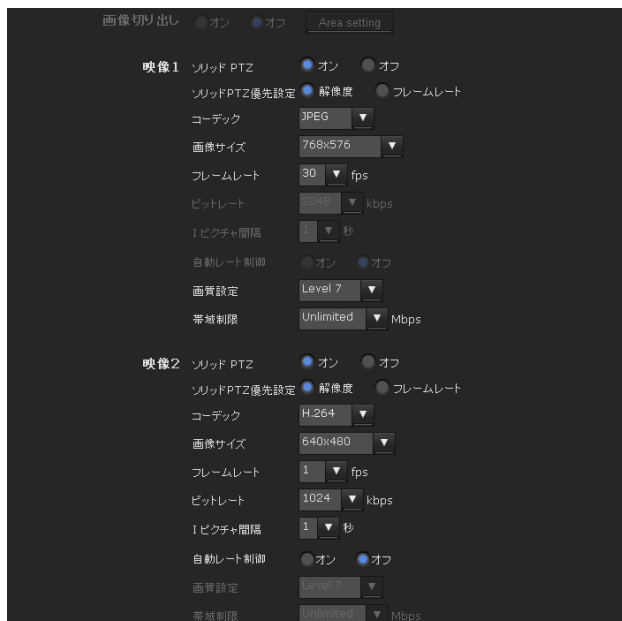 画像切り出し オン オフ Area setting
映像1 ソリッド PTZ オン オフ
ソリッドPTZ優先設定 解像度 フレームレート
コーデック JPEG ▼
画像サイズ 768x576 ▼
フレームレート 30 ▼ fps
ビットレート 2048 ▼ kbps
I ピクチャ間隔 1 ▼ 秒
自動レート制御 オン オフ
画質設定 Level 7 ▼
帯域制限 Unlimited ▼ Mbps
映像2 ソリッド PTZ オン オフ
ソリッドPTZ優先設定 解像度 フレームレート
コーデック H.264 ▼
画像サイズ 640x480 ▼
フレームレート 1 ▼ fps
ビットレート 1024 ▼ kbps
I ピクチャ間隔 1 ▼ 秒
自動レート制御 オン オフ
画質設定 Level 7 ▼
帯域制限 Unlimited ▼ Mbps